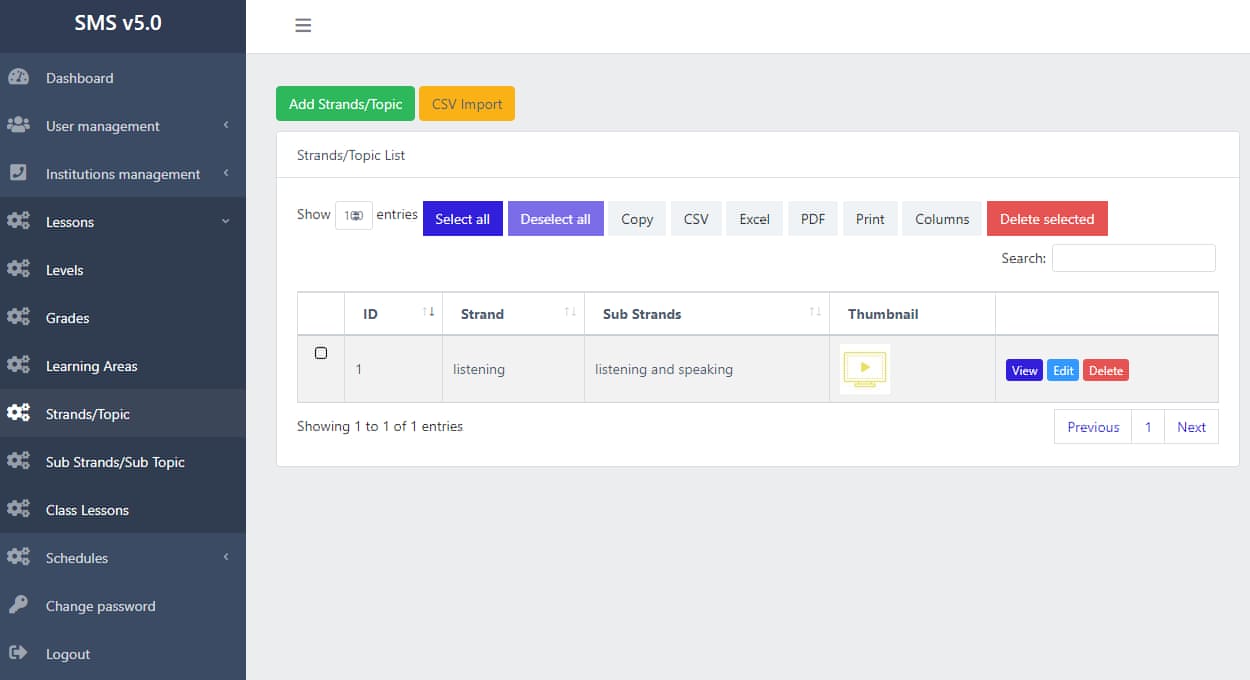 SMS v5.0
Dashboard
User management
Institutions management
Lessons
Levels
Grades
Learning Areas
Strands/Topic
Sub Strands/Sub Topic
Class Lessons
Schedules
Change password
Logout
Add Strands/Topic CSV Import
Strands/Topic List
Show entries Select all Deselect all Copy CSV Excel PDF Print Columns Delete selected
Search:
ID Strand Sub Strands Thumbnail
1 listening listening and speaking View Edit Delete
Showing 1 to 1 of 1 entries Previous 1 Next